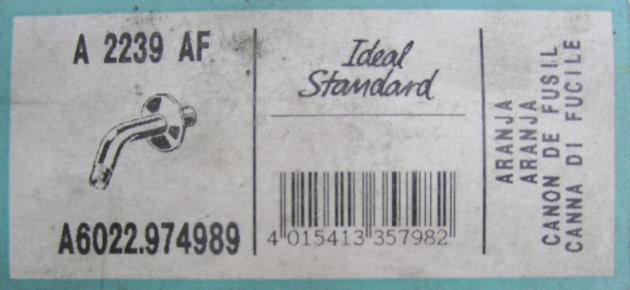 A 2239 AF
A6022.974989
Ideal
Standard
4 015413 357982
ARANJA
ARANJA
CANON DE FUSIL
CANNA DI FUCILE